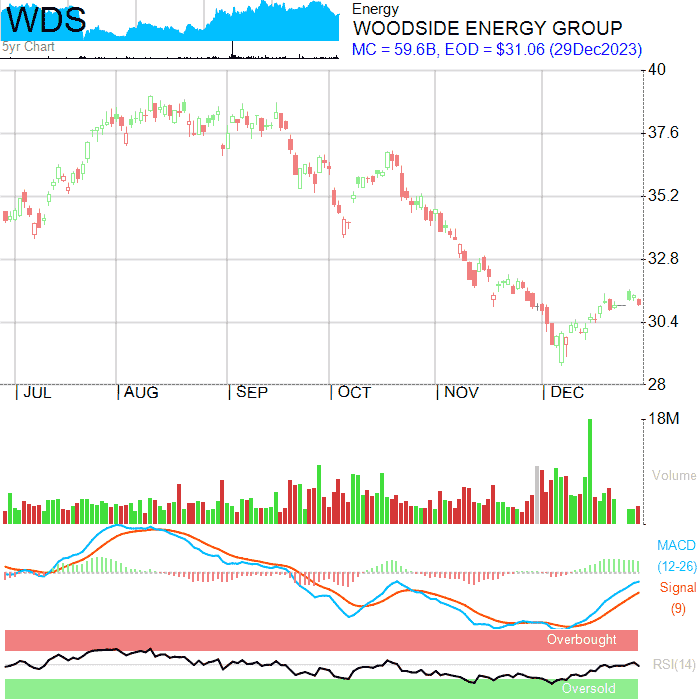 WDS
5yr Chart
Energy
WOODSIDE ENERGY GROUP
MC = 59.6B, EOD = $31.06 (29Dec2023)
40
37.6
35.2
32.8
30.4
28
JUL AUG SEP OCT NOV DEC
18M
Volume
MACD
(12-26)
Signal
(9)
Overbought
RSI(14)
Oversold